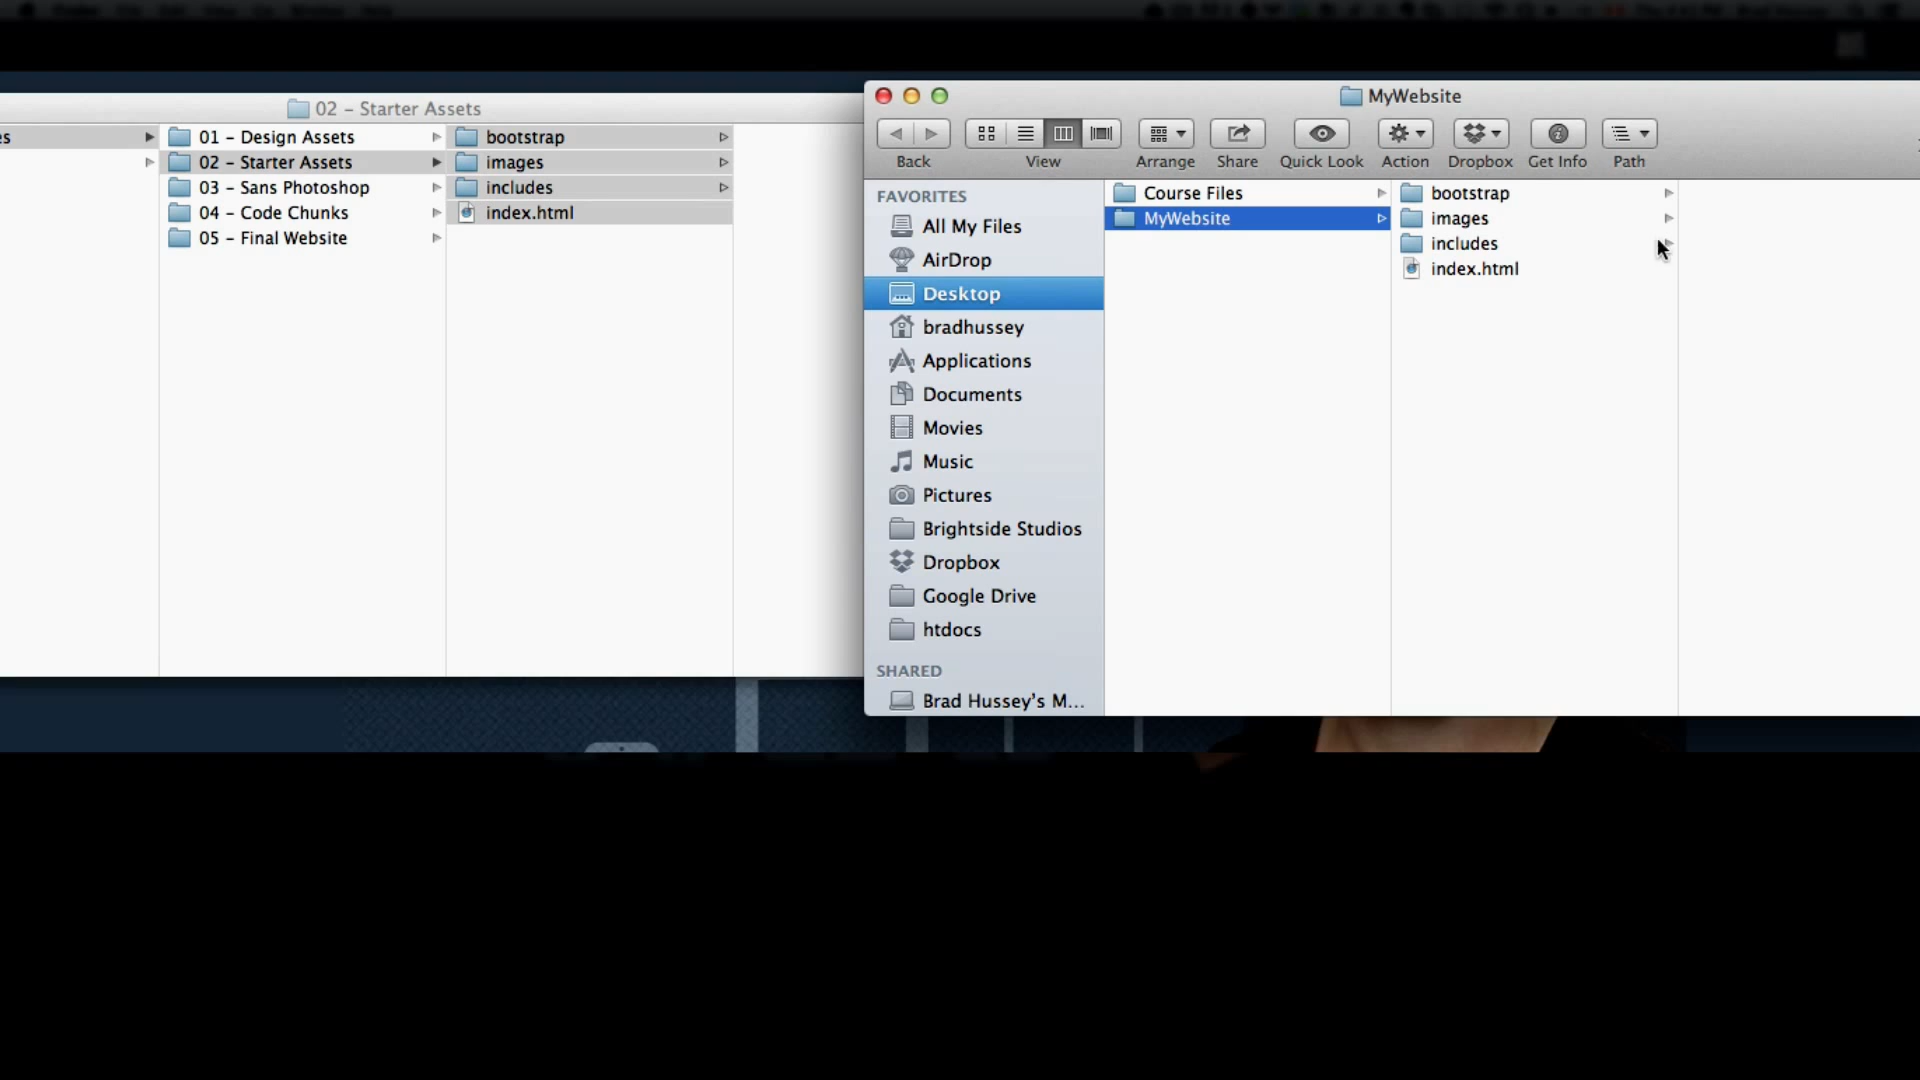 02 – Starter Assets
es
01 – Design Assets
02 – Starter Assets
03 – Sans Photoshop
04 – Code Chunks
05 – Final Website
bootstrap
images
includes
index.html
MyWebsite
Back
View
Arrange
Share
Quick Look
Action
Dropbox
Get Info
Path
FAVORITES
All My Files
AirDrop
Desktop
bradhussey
Applications
Documents
Movies
Music
Pictures
Brightside Studios
Dropbox
Google Drive
htdocs
SHARED
Brad Hussey's M...
Course Files
MyWebsite
bootstrap
images
includes
index.html